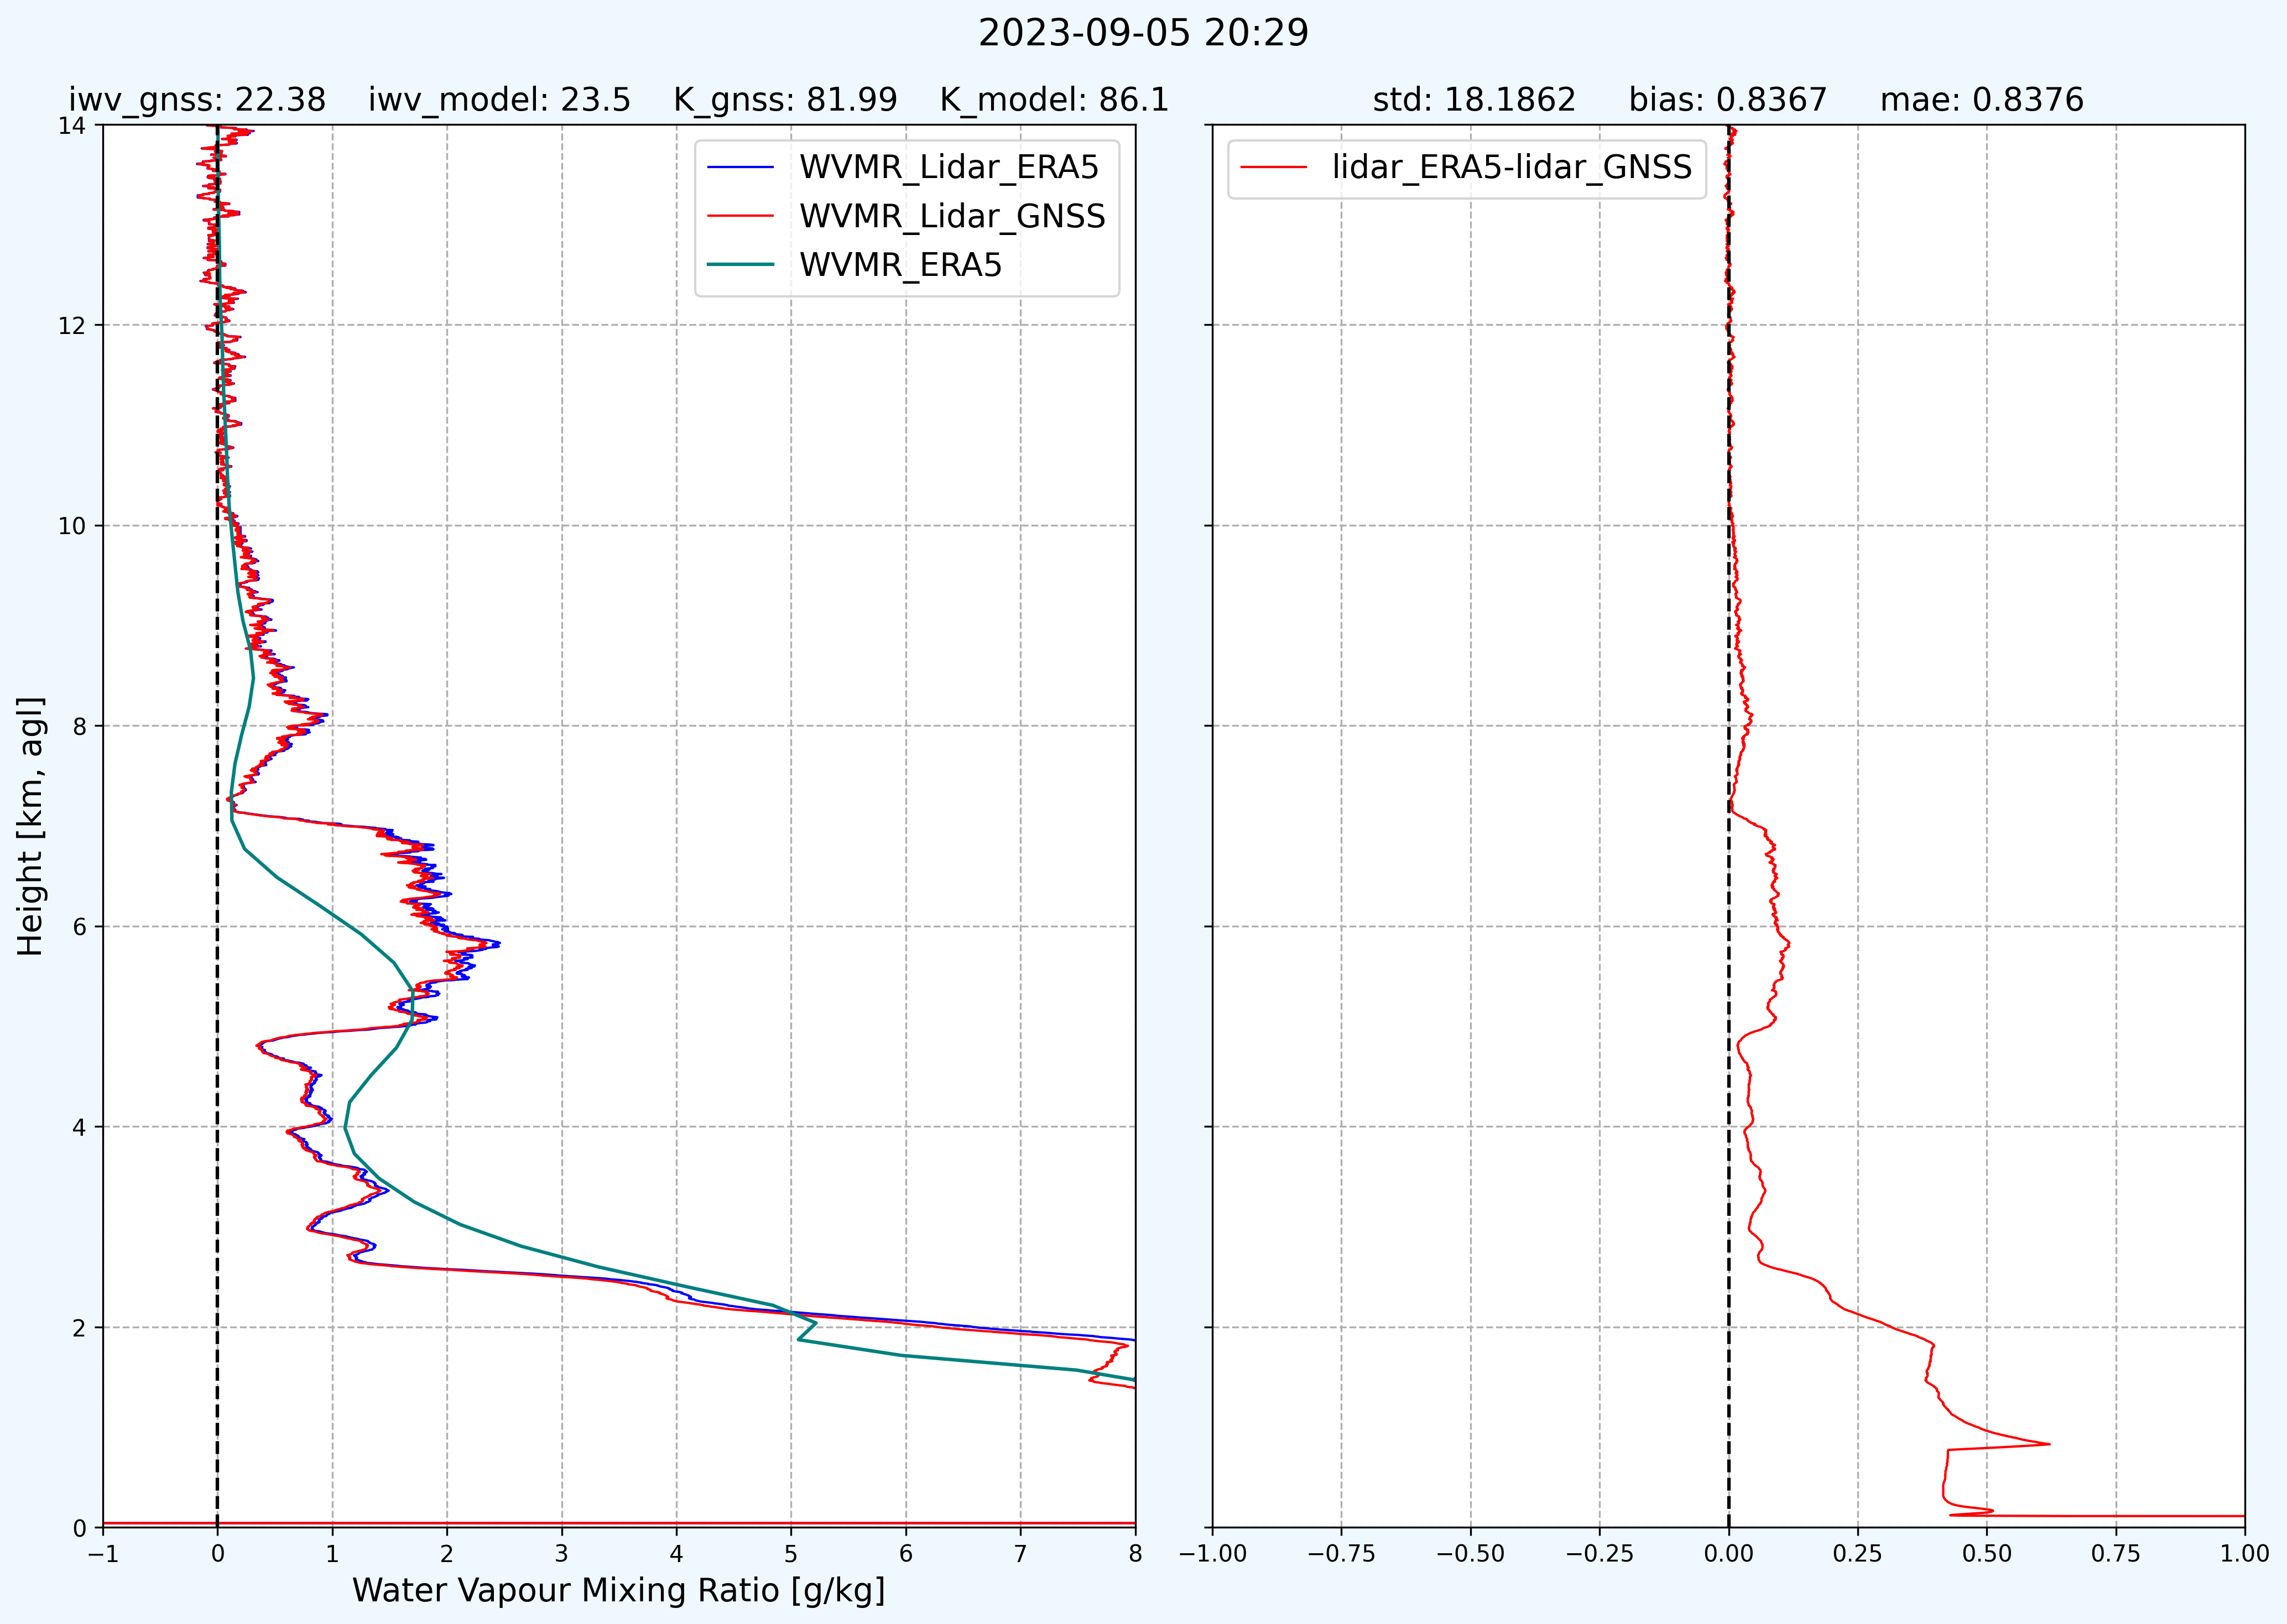 2023-09-05 20:29
iwv_gnss: 22.38 iwv_model: 23.5 K_gnss: 81.99 K_model: 86.1
std: 18.1862 bias: 0.8367 mae: 0.8376
WVMR_Lidar_ERA5
WVMR_Lidar_GNSS
WVMR_ERA5
lidar_ERA5-lidar_GNSS
Height [km, agl]
14
12
10
8
6
4
2
0
−1 0 1 2 3 4 5 6 7 8
Water Vapour Mixing Ratio [g/kg]
−1.00 −0.75 −0.50 −0.25 0.00 0.25 0.50 0.75 1.00